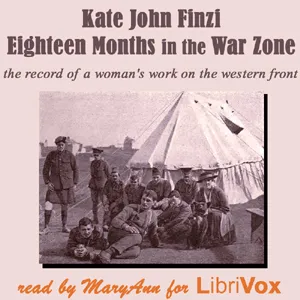 Kate John Finzi
Eighteen Months in the War Zone
the record of a woman's work on the western front
read by MaryAnn for LibriVox